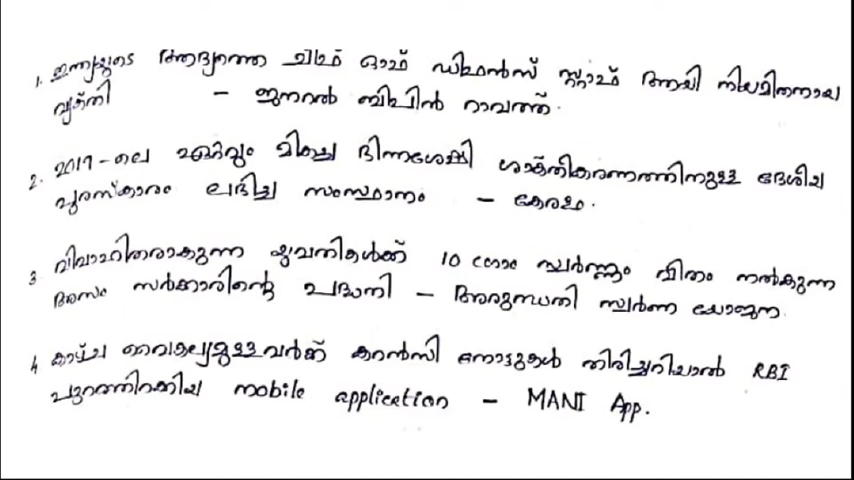 1. ഇന്ത്യയുടെ ആദ്യത്തെ ചീഫ് ഓഫ് ഡിഫൻസ് സ്റ്റാഫ് ആയി നിയമിതനായ
വ്യക്തി - ജനറൽ ബിപിൻ റാവത്ത്.
2. 2019-ലെ ഏറ്റവും മികച്ച ഭിന്നശേഷി ശാക്തീകരണത്തിനുള്ള ദേശീയ
പുരസ്കാരം ലഭിച്ച സംസ്ഥാനം - കേരളം.
3 വിവാഹിതരാകുന്ന യുവതികൾക്ക് 10 ഗ്രാം സ്വർണ്ണം വീതം നൽകുന്ന
അസം സർക്കാരിന്റെ പദ്ധതി - അരുന്ധതി സ്വർണ യോജന.
4 കാഴ്ച വൈകല്യമുള്ളവർക്ക് കറൻസി നോട്ടുകൾ തിരിച്ചറിയാൽ RBI
പുറത്തിറക്കിയ mobile application - MANI App.